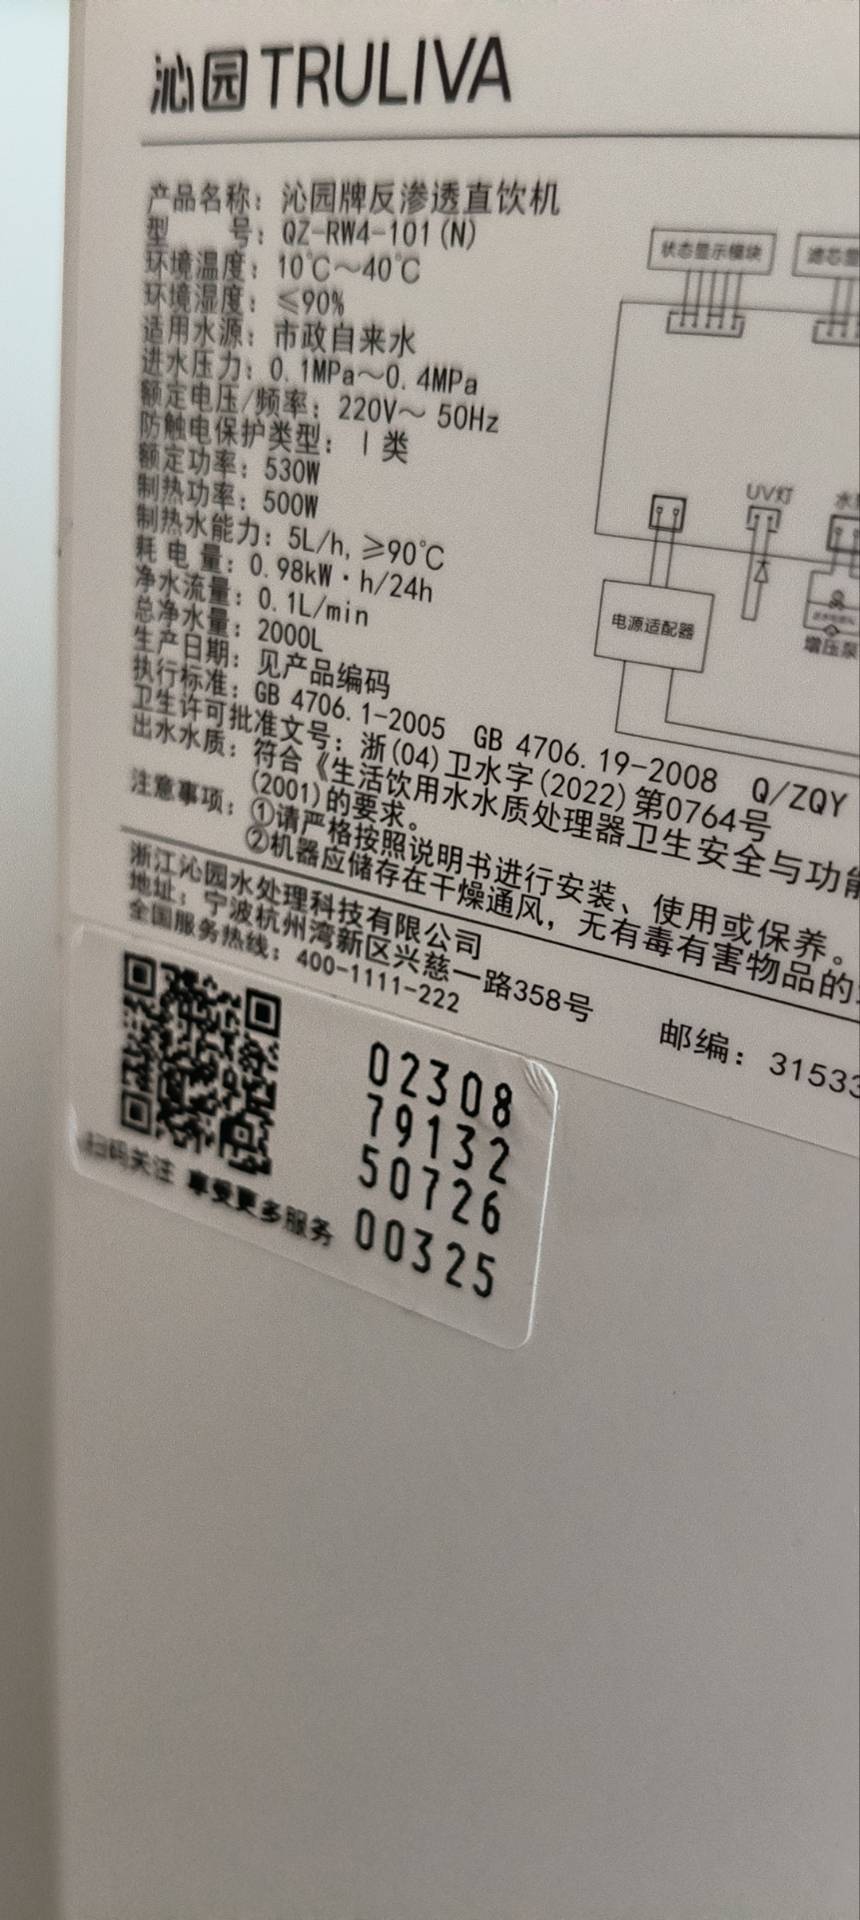 沁园TRULIVA
产品名称：沁园牌反渗透直饮机
型 号：QZ-RW4-101(N)
环境温度：10℃～40℃
环境湿度：≤90%
适用水源：市政自来水
进水压力：0.1MPa～0.4MPa
额定电压/频率：220V～ 50Hz
防触电保护类型：Ⅰ类
额定功率：530W
制热功率：500W
制热水能力：5L/h,≥90℃
耗 电 量：0.98kW·h/24h
净水流量：0.1L/min
总净水量：2000L
生产日期：见产品编码
执行标准：GB 4706.1-2005 GB 4706.19-2008 Q/ZQY
卫生许可批准文号：浙(04)卫水字(2022)第0764号
出水水质：符合《生活饮用水水质处理器卫生安全与功能
(2001)的要求。
注意事项：①请严格按照说明书进行安装、使用或保养。
②机器应储存在干燥通风，无有毒有害物品的
浙江沁园水处理科技有限公司
地址：宁波杭州湾新区兴慈一路358号 邮编：31533
全国服务热线：400-1111-222
状态显示模块
滤芯显
UV灯
水
电源适配器
增压泵
02308
79132
50726
00325
扫码关注 享受更多服务